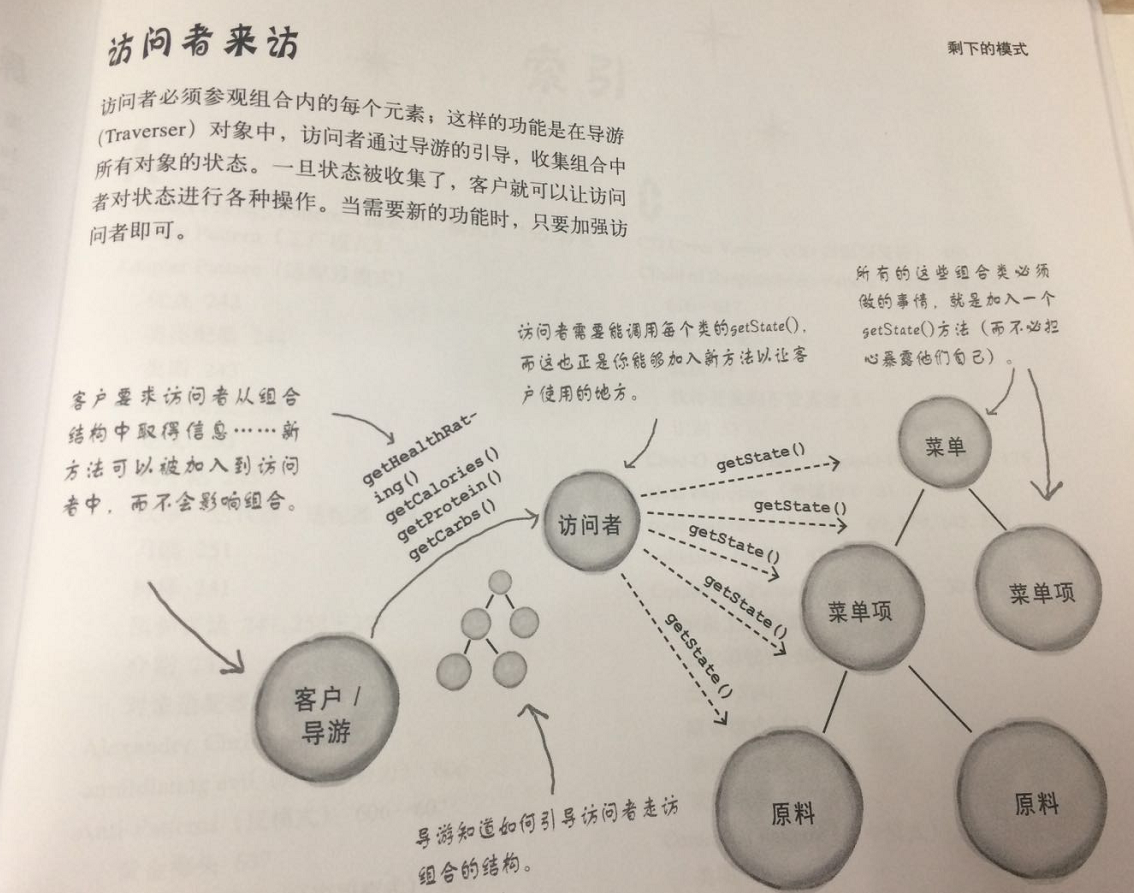 访问者来访
剩下的模式
访问者必须参观组合内的每个元素；这样的功能是在导游
(Traverser) 对象中，访问者通过导游的引导，收集组合中
所有对象的状态。一旦状态被收集了，客户就可以让访问
者对状态进行各种操作。当需要新的功能时，只要加强访
问者即可。
所有的这些组合类必须
做的事情，就是加入一个
getState()方法（而不必担
心暴露他们自己）。
访问者需要能调用每个类的getState()，
而这也正是你能够加入新方法以让客
户使用的地方。
客户要求访问者从组合
结构中取得信息……新
方法可以被加入到访问
者中，而不会影响组合。
getHealthRat-
ing()
getCalories()
getProtein()
getCarbs()
访问者
getState()
getState()
getState()
getState()
getState()
菜单
菜单项
菜单项
客户 /
导游
原料
原料
导游知道如何引导访问者走访
组合的结构。